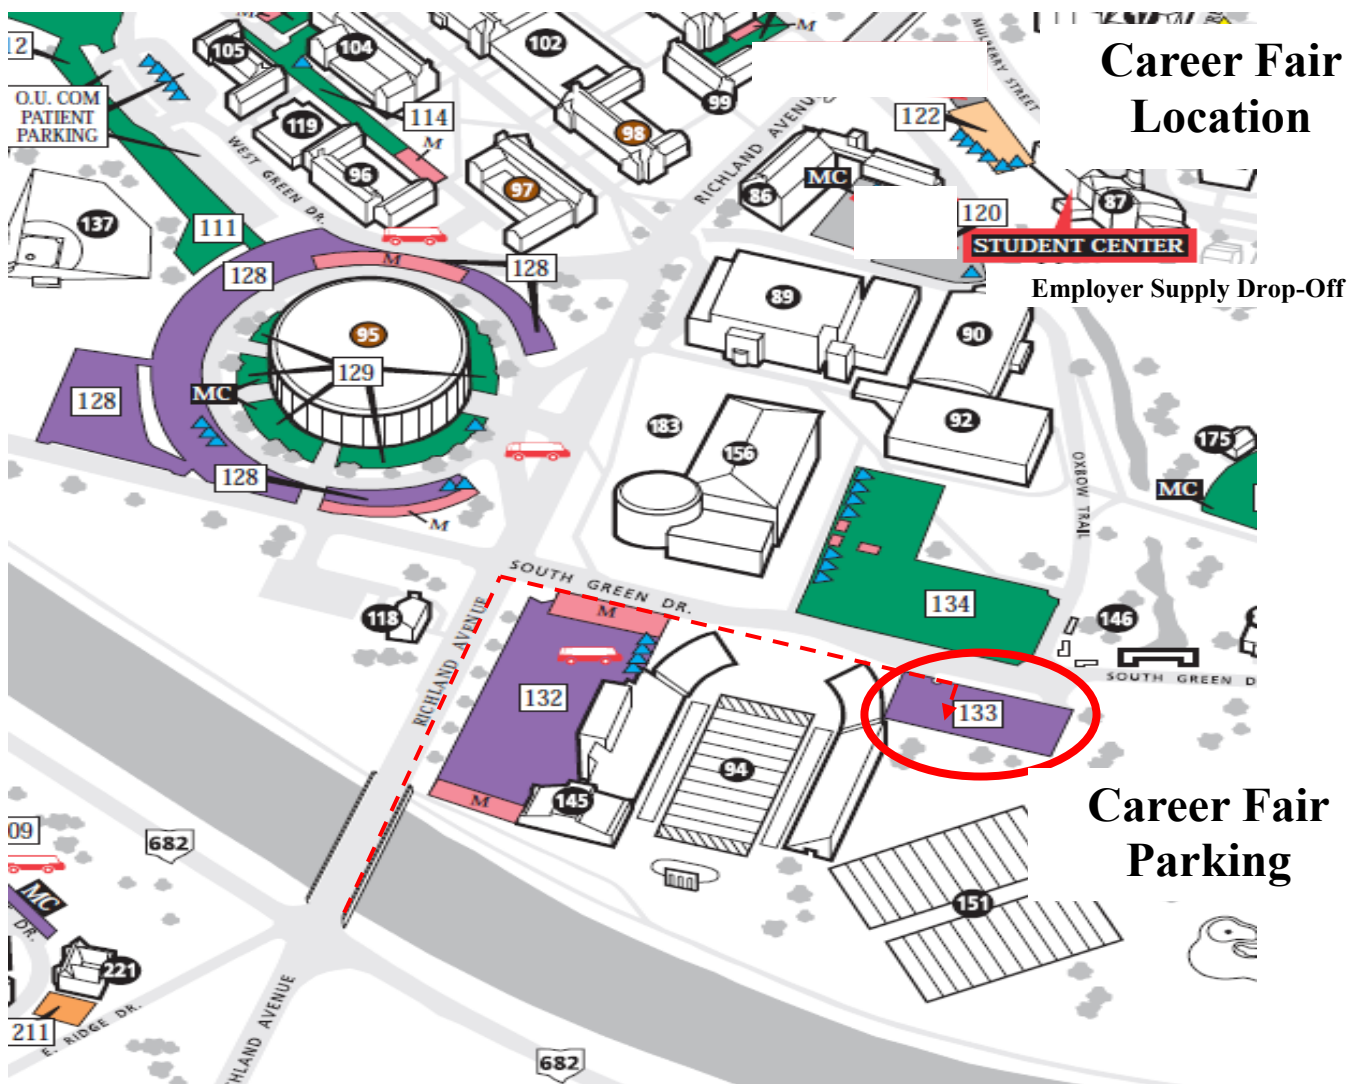 Career Fair
Location
12
105
104
102
M
M
MULBERRY STREET
87
O.U. COM
PATIENT
PARKING
119
114
99
98
122
M
96
WEST GREEN DR.
97
RICHLAND AVENUE
MC
86
120
STUDENT CENTER
Employer Supply Drop-Off
137
111
128
M
128
95
129
MC
128
128
M
89
90
92
183
156
175
MC
OXBOW TRAIL
SOUTH GREEN DR.
M
118
RICHLAND AVENUE
132
134
146
SOUTH GREEN D
133
94
145
M
Career Fair
Parking
151
682
09
MC
DR.
221
211
E. RIDGE DR.
HLAND AVENUE
682